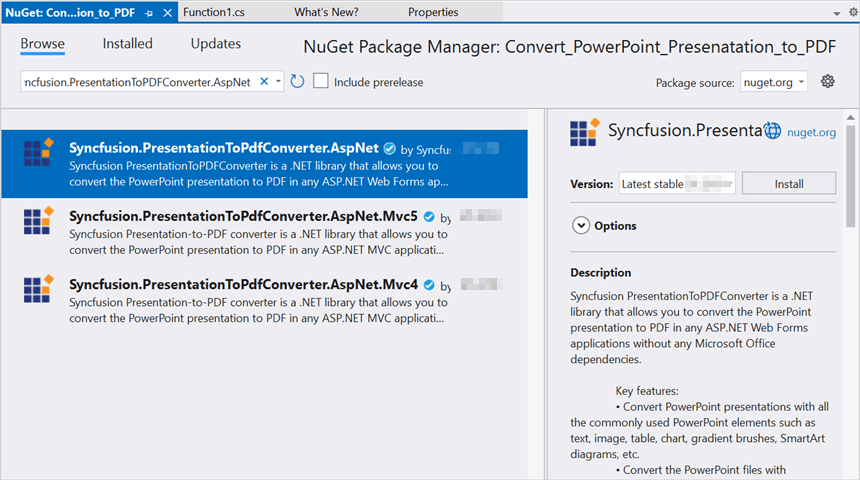 NuGet: Con...ion_to_PDF
Function1.cs
What's New?
Properties
Browse
Installed
Updates
NuGet Package Manager: Convert_PowerPoint_Presenatation_to_PDF
ncfusion.PresentationToPDFConverter.AspNet
Include prerelease
Package source: nuget.org
Syncfusion.PresentationToPdfConverter.AspNet by Syncfu
Syncfusion PresentationToPDFConverter is a .NET library that allows you to
convert the PowerPoint presentation to PDF in any ASP.NET Web Forms ap...
Syncfusion.PresentationToPdfConverter.AspNet.Mvc5 by
Syncfusion Presentation-to-PDF converter is a .NET library that allows you to
convert the PowerPoint presentation to PDF in any ASP.NET MVC applicati...
Syncfusion.PresentationToPdfConverter.AspNet.Mvc4 by
Syncfusion Presentation-to-PDF converter is a .NET library that allows you to
convert the PowerPoint presentation to PDF in any ASP.NET MVC applicati...
Syncfusion.Presenta
nuget.org
Version: Latest stable
Install
Options
Description
Syncfusion PresentationToPDFConverter is a .NET
library that allows you to convert the PowerPoint
presentation to PDF in any ASP.NET Web Forms
applications without any Microsoft Office
dependencies.
Key features:
• Convert PowerPoint presentations with all
the commonly used PowerPoint elements such as
text, image, table, chart, gradient brushes, SmartArt
diagrams, etc.
• Convert the PowerPoint files with